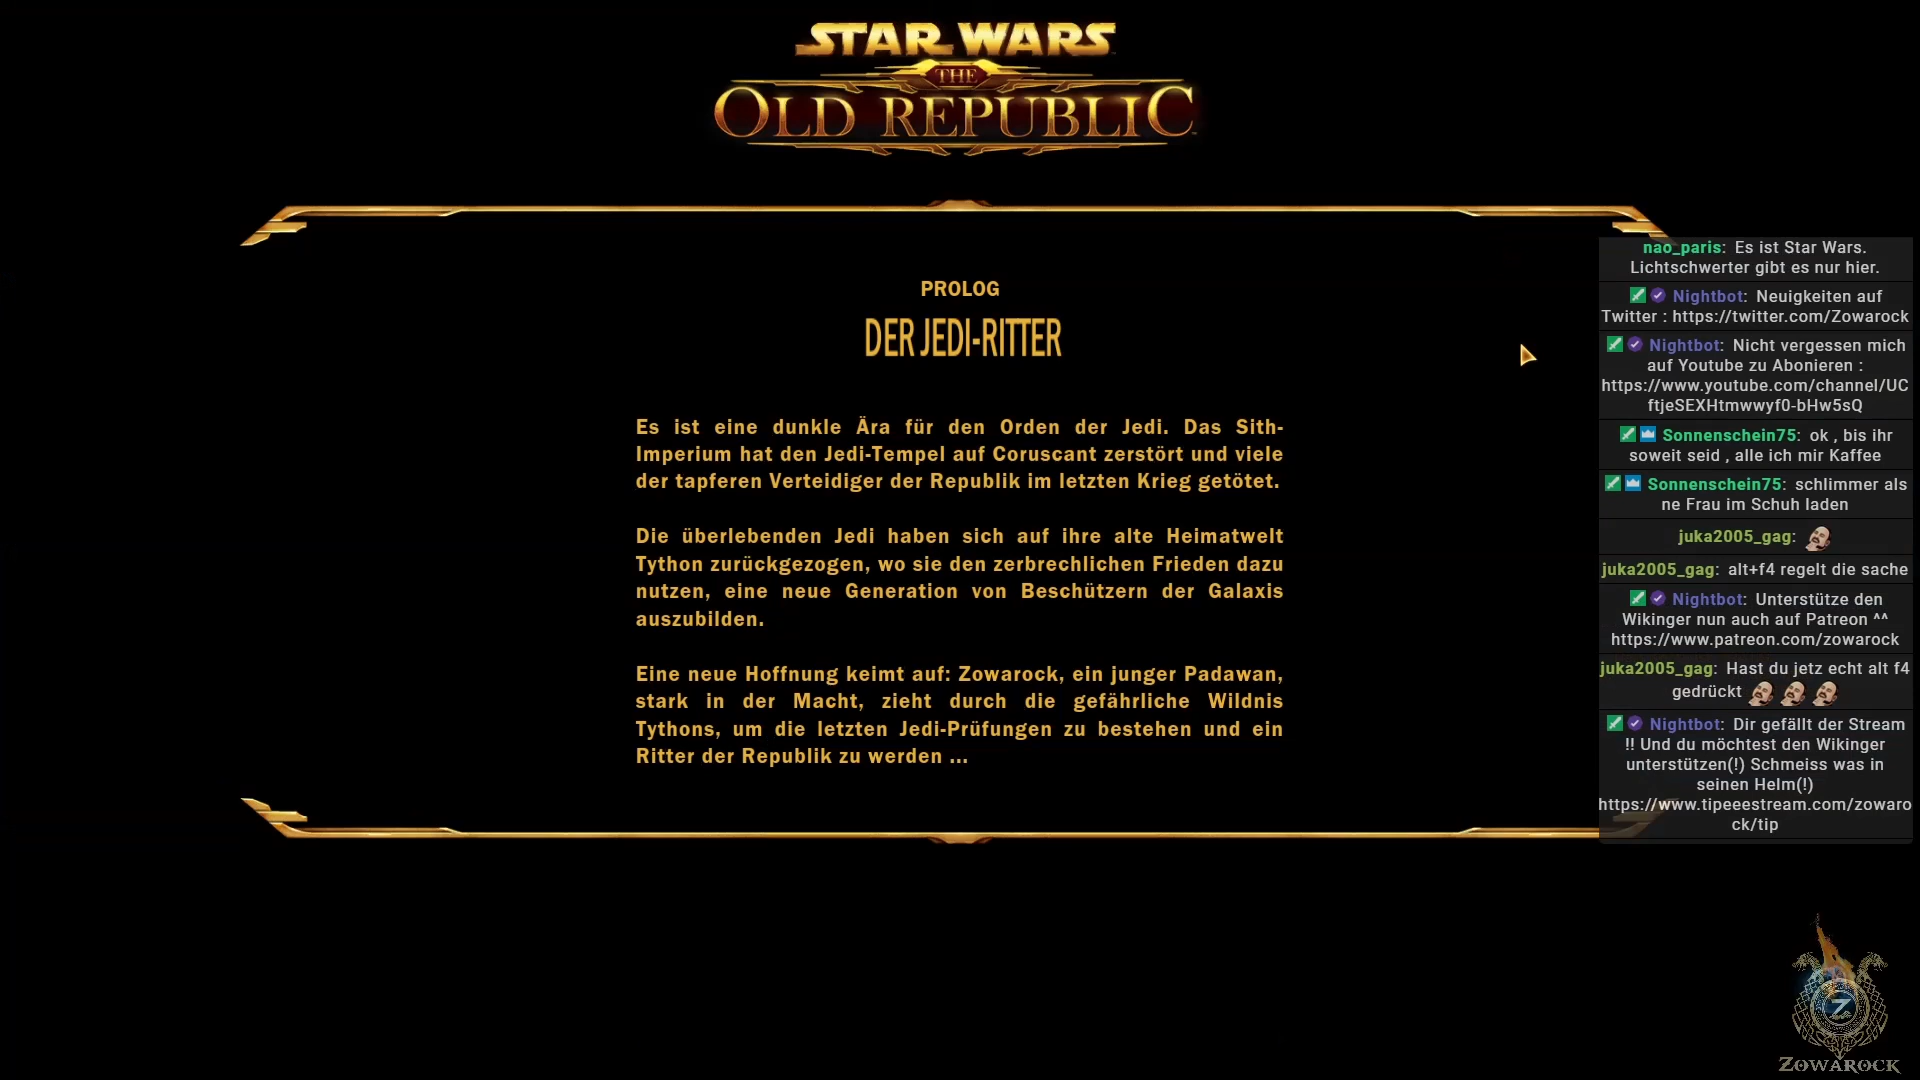 STAR WARS
THE
OLD REPUBLIC
PROLOG
DER JEDI-RITTER
Es ist eine dunkle Ära für den Orden der Jedi. Das Sith-
Imperium hat den Jedi-Tempel auf Coruscant zerstört und viele
der tapferen Verteidiger der Republik im letzten Krieg getötet.
Die überlebenden Jedi haben sich auf ihre alte Heimatwelt
Tython zurückgezogen, wo sie den zerbrechlichen Frieden dazu
nutzen, eine neue Generation von Beschützern der Galaxis
auszubilden.
Eine neue Hoffnung keimt auf: Zowarock, ein junger Padawan,
stark in der Macht, zieht durch die gefährliche Wildnis
Tythons, um die letzten Jedi-Prüfungen zu bestehen und ein
Ritter der Republik zu werden ...
nao_paris: Es ist Star Wars.
Lichtschwerter gibt es nur hier.
Nightbot: Neuigkeiten auf
Twitter : https://twitter.com/Zowarock
Nightbot: Nicht vergessen mich
auf Youtube zu Abonieren :
https://www.youtube.com/channel/UC
ftjeSEXHtmwwyf0-bHw5sQ
Sonnenschein75: ok , bis ihr
soweit seid , alle ich mir Kaffee
Sonnenschein75: schlimmer als
ne Frau im Schuh laden
juka2005_gag:
juka2005_gag: alt+f4 regelt die sache
Nightbot: Unterstütze den
Wikinger nun auch auf Patreon ^^
https://www.patreon.com/zowarock
juka2005_gag: Hast du jetz echt alt f4
gedrückt
Nightbot: Dir gefällt der Stream
!! Und du möchtest den Wikinger
unterstützen(!) Schmeiss was in
seinen Helm(!)
https://www.tipeeestream.com/zowaro
ck/tip
Z
ZOWAROCK